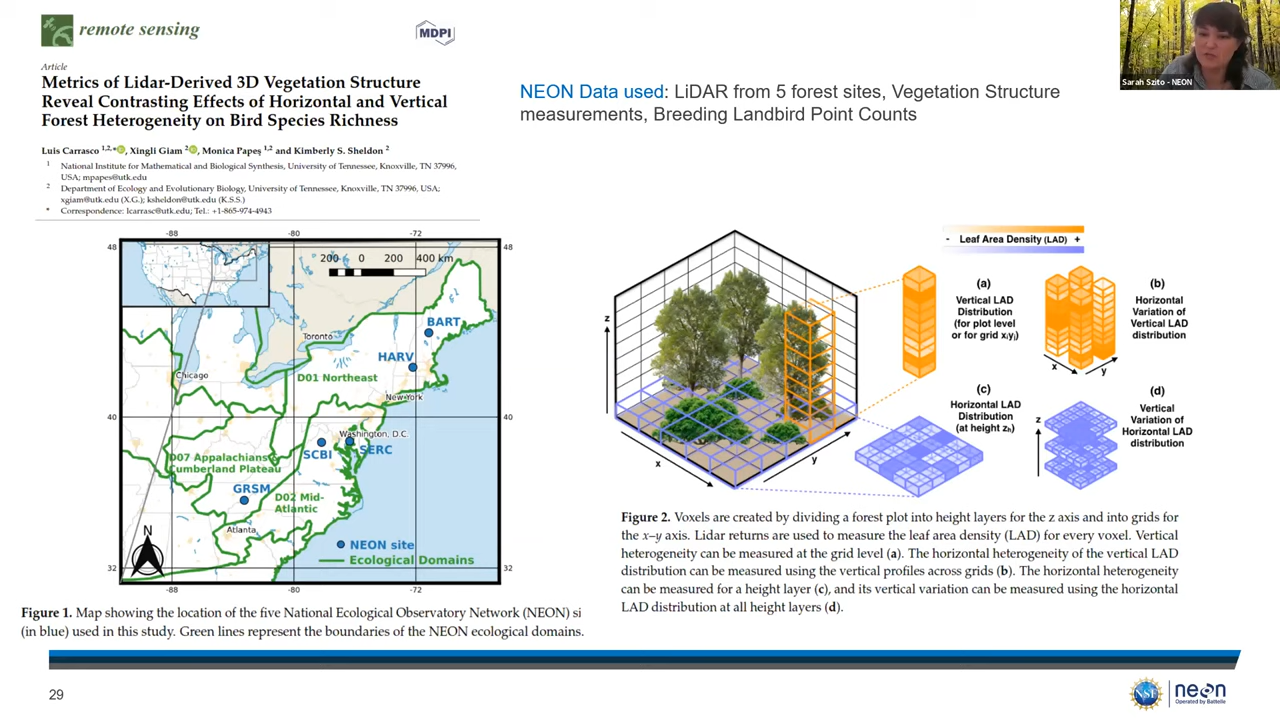 remote sensing
MDPI
Article
Metrics of Lidar-Derived 3D Vegetation Structure
Reveal Contrasting Effects of Horizontal and Vertical
Forest Heterogeneity on Bird Species Richness
Luis Carrasco 1,2,*, Xingli Giam 2, Monica Papeş 1,2 and Kimberly S. Sheldon 2
1 National Institute for Mathematical and Biological Synthesis, University of Tennessee, Knoxville, TN 37996,
USA; mpapes@utk.edu
2 Department of Ecology and Evolutionary Biology, University of Tennessee, Knoxville, TN 37996, USA;
xgiam@utk.edu (X.G.); ksheldon@utk.edu (K.S.S.)
* Correspondence: lcarrasc@utk.edu; Tel.: +1-865-974-4943
NEON Data used: LiDAR from 5 forest sites, Vegetation Structure
measurements, Breeding Landbird Point Counts
Sarah Szito - NEON
-88 -80 -72
48 48
200 0 200 400 km
BART
Toronto
HARV
Chicago
D01 Northeast
New York
40 40
Washington, D.C
SCBI
SERC
D07 Appalachians &
Cumberland Plateau
GRSM
D02 Mid-
Atlantic
Atlanta
N
NEON site
Ecological Domains
32 32
-88 -80 -72
Figure 1. Map showing the location of the five National Ecological Observatory Network (NEON) si
(in blue) used in this study. Green lines represent the boundaries of the NEON ecological domains.
- Leaf Area Density (LAD) +
z
x
y
(a)
Vertical LAD
Distribution
(for plot level
or for grid xiyj)
(b)
Horizontal
Variation of
Vertical LAD
distribution
x
y
(c)
Horizontal LAD
Distribution
(at height zh)
(d)
Vertical
Variation of
Horizontal LAD
distribution
z
Figure 2. Voxels are created by dividing a forest plot into height layers for the z axis and into grids for
the x–y axis. Lidar returns are used to measure the leaf area density (LAD) for every voxel. Vertical
heterogeneity can be measured at the grid level (a). The horizontal heterogeneity of the vertical LAD
distribution can be measured using the vertical profiles across grids (b). The horizontal heterogeneity
can be measured for a height layer (c), and its vertical variation can be measured using the horizontal
LAD distribution at all height layers (d).
29
NSF
neon
Operated by Battelle